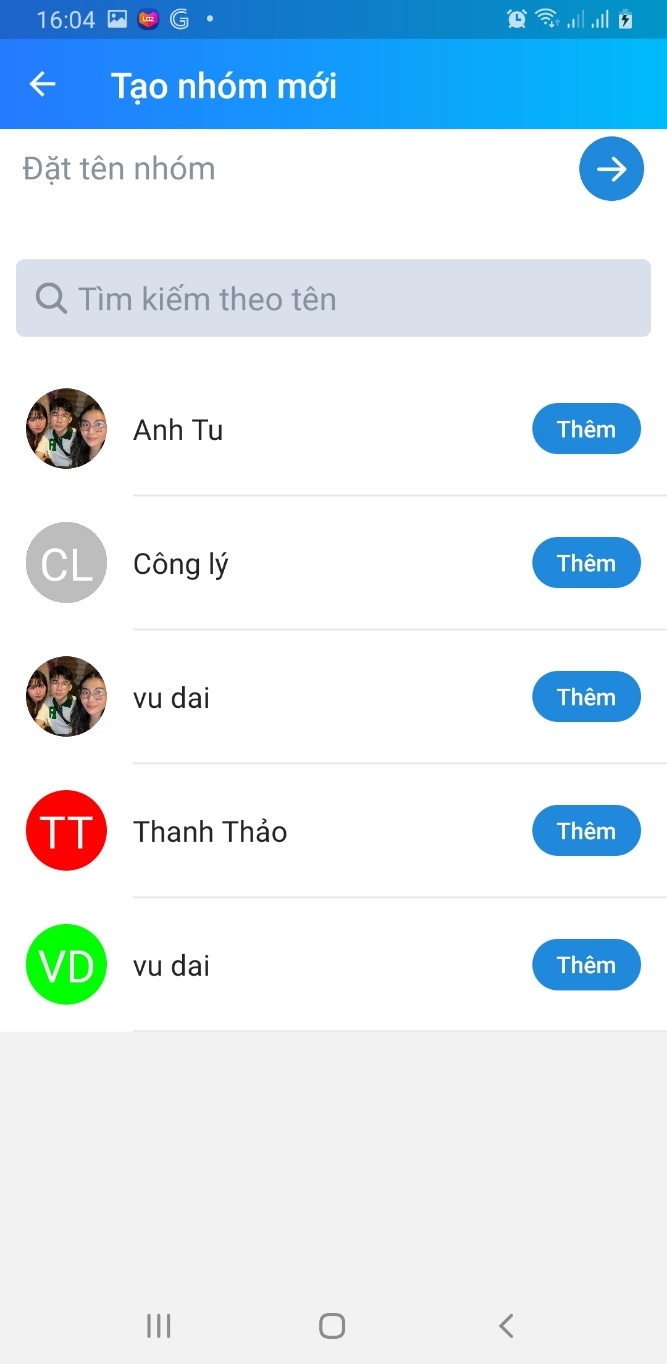 16:04
Tạo nhóm mới
Đặt tên nhóm
Tìm kiếm theo tên
Anh Tu
Thêm
CL
Công lý
Thêm
vu dai
Thêm
TT
Thanh Thảo
Thêm
VD
vu dai
Thêm